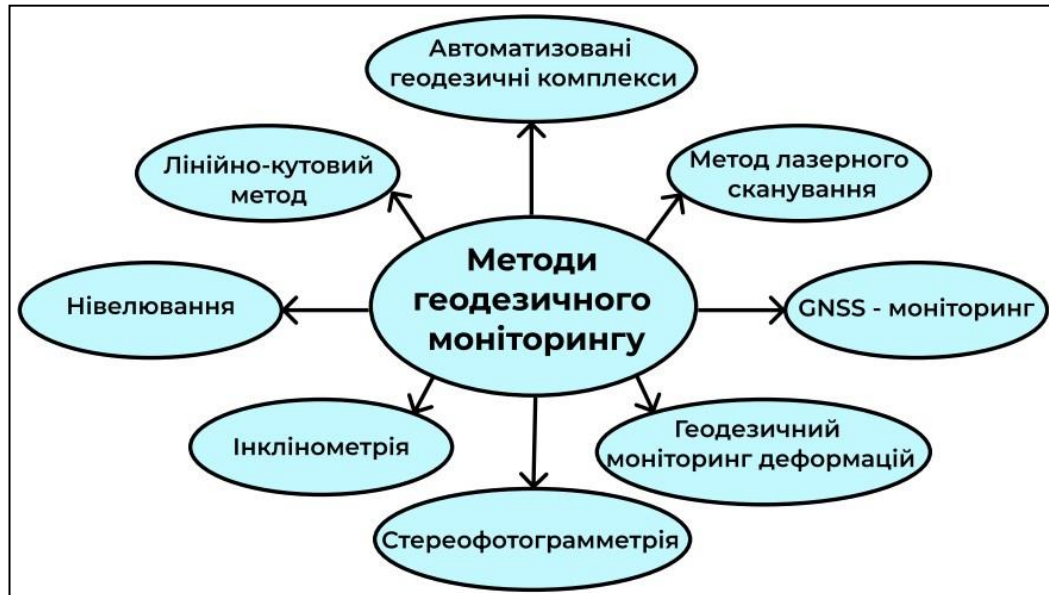 Автоматизовані
геодезичні комплекси
Лінійно-кутовий
метод
Метод лазерного
сканування
Методи
геодезичного
моніторингу
Нівелювання
GNSS - моніторинг
Інклінометрія
Геодезичний
моніторинг деформацій
Стереофотограмметрія